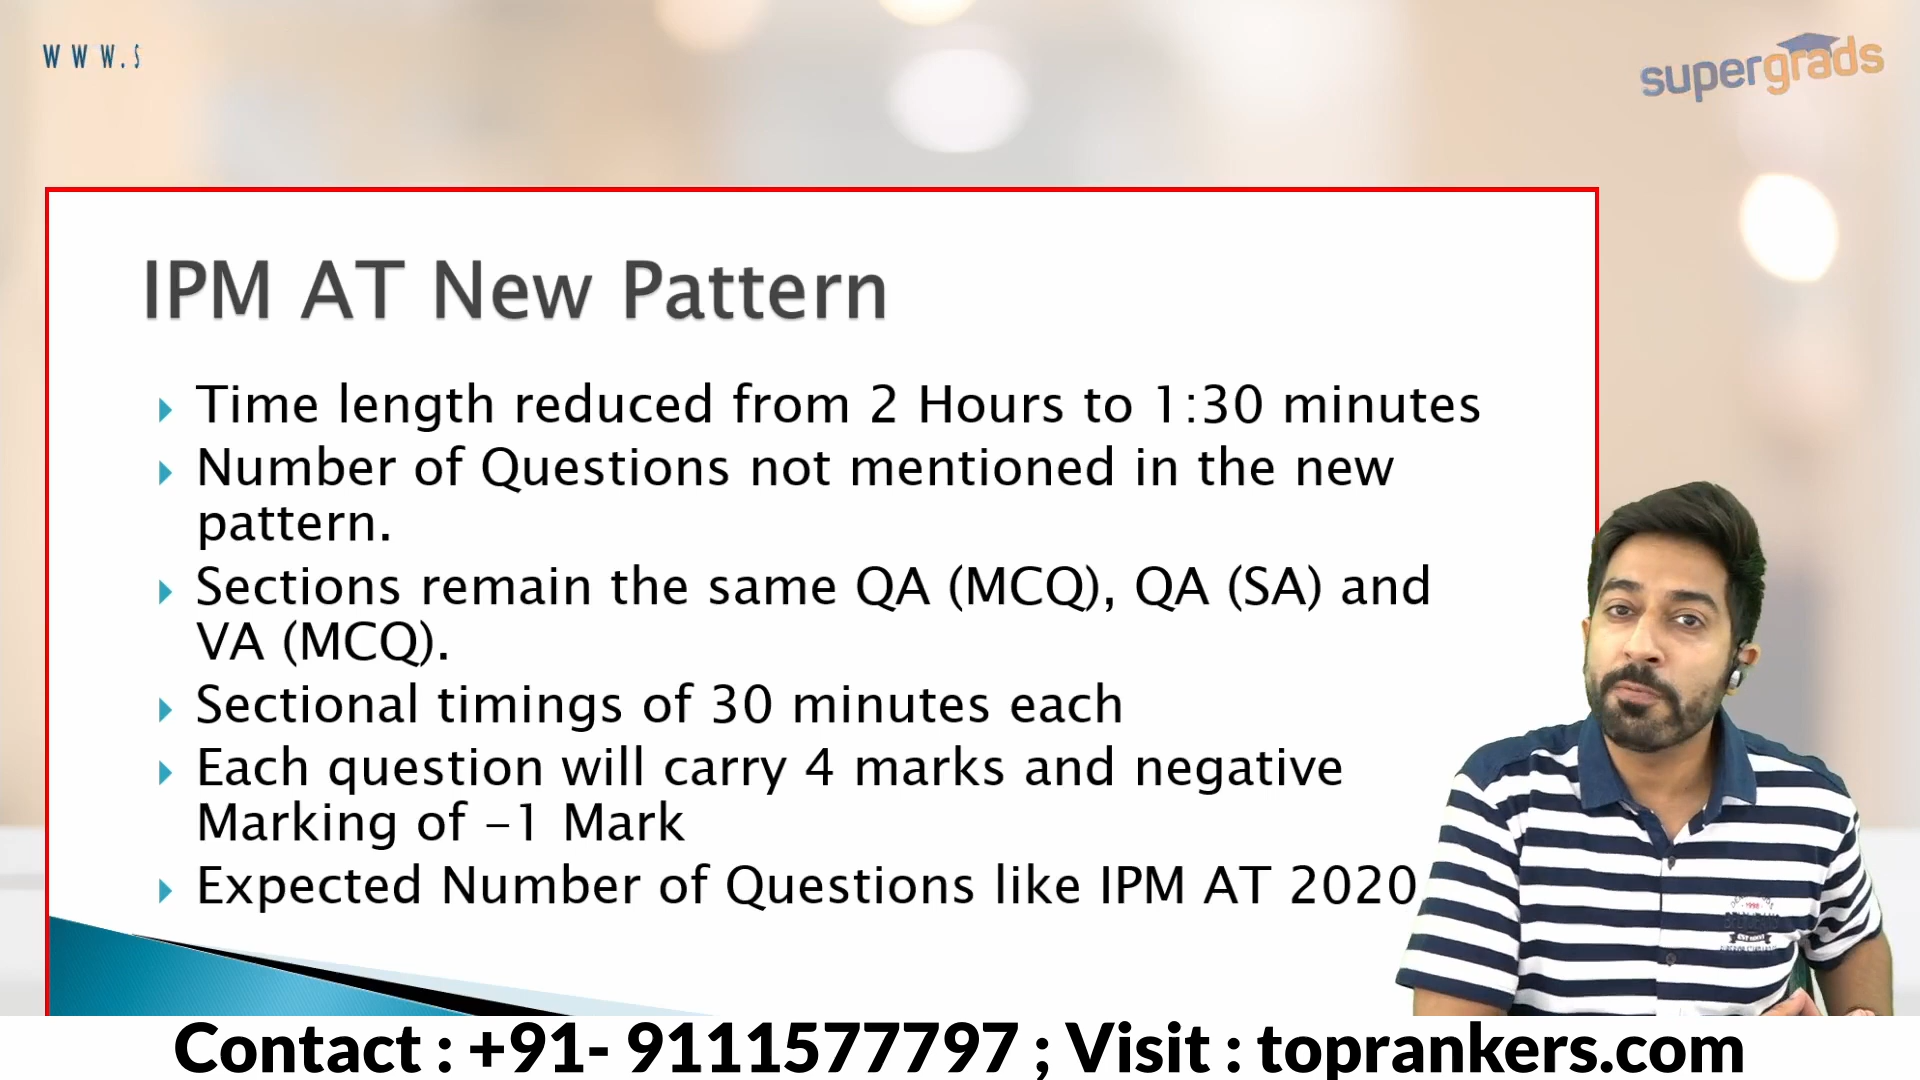 www.s
supergrads
IPM AT New Pattern
Time length reduced from 2 Hours to 1:30 minutes
Number of Questions not mentioned in the new
pattern.
Sections remain the same QA (MCQ), QA (SA) and
VA (MCQ).
Sectional timings of 30 minutes each
Each question will carry 4 marks and negative
Marking of -1 Mark
Expected Number of Questions like IPM AT 2020
Contact : +91- 9111577797 ; Visit : toprankers.com